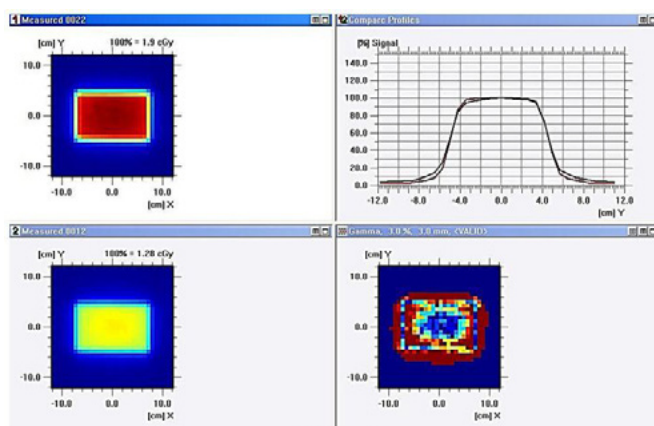 1 Measured 0022
[cm] Y 100% = 1.9 cGy
10.0
0.0
-10.0
-10.0 0.0 10.0
[cm] X
12 Compare Profiles
[%] Signal
140.0
120.0
100.0
80.0
60.0
40.0
20.0
0.0
-12.0 -8.0 -4.0 0.0 4.0 8.0 12.0
[cm] Y
2 Measured 0012
[cm] Y 100% = 1.28 cGy
10.0
0.0
-10.0
-10.0 0.0 10.0
[cm] X
Gamma, 3.0 %, 3.0 mm, <VALID>
[cm] Y
10.0
0.0
-10.0
-10.0 0.0 10.0
[cm] X